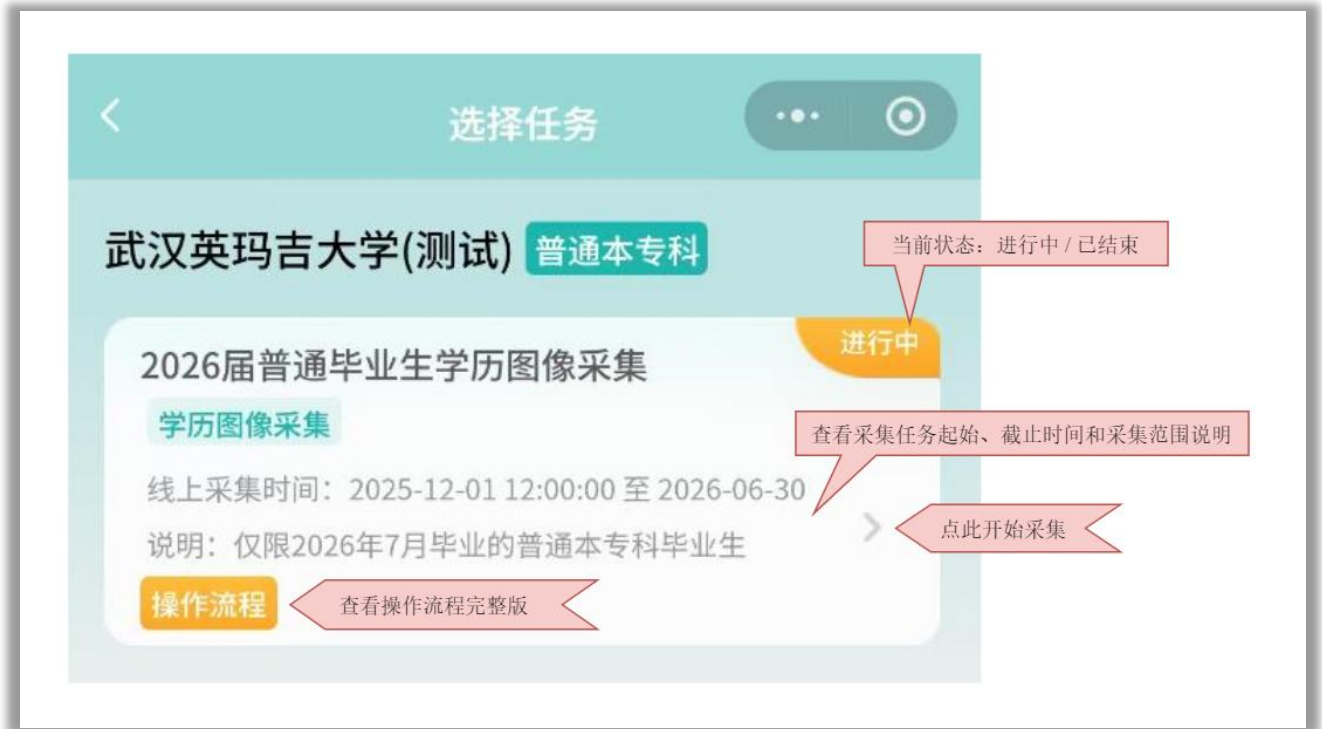 选择任务
武汉英玛吉大学(测试) 普通本专科
当前状态：进行中 / 已结束
进行中
2026届普通毕业生学历图像采集
学历图像采集
查看采集任务起始、截止时间和采集范围说明
线上采集时间：2025-12-01 12:00:00 至 2026-06-30
说明：仅限2026年7月毕业的普通本专科毕业生
点此开始采集
操作流程
查看操作流程完整版